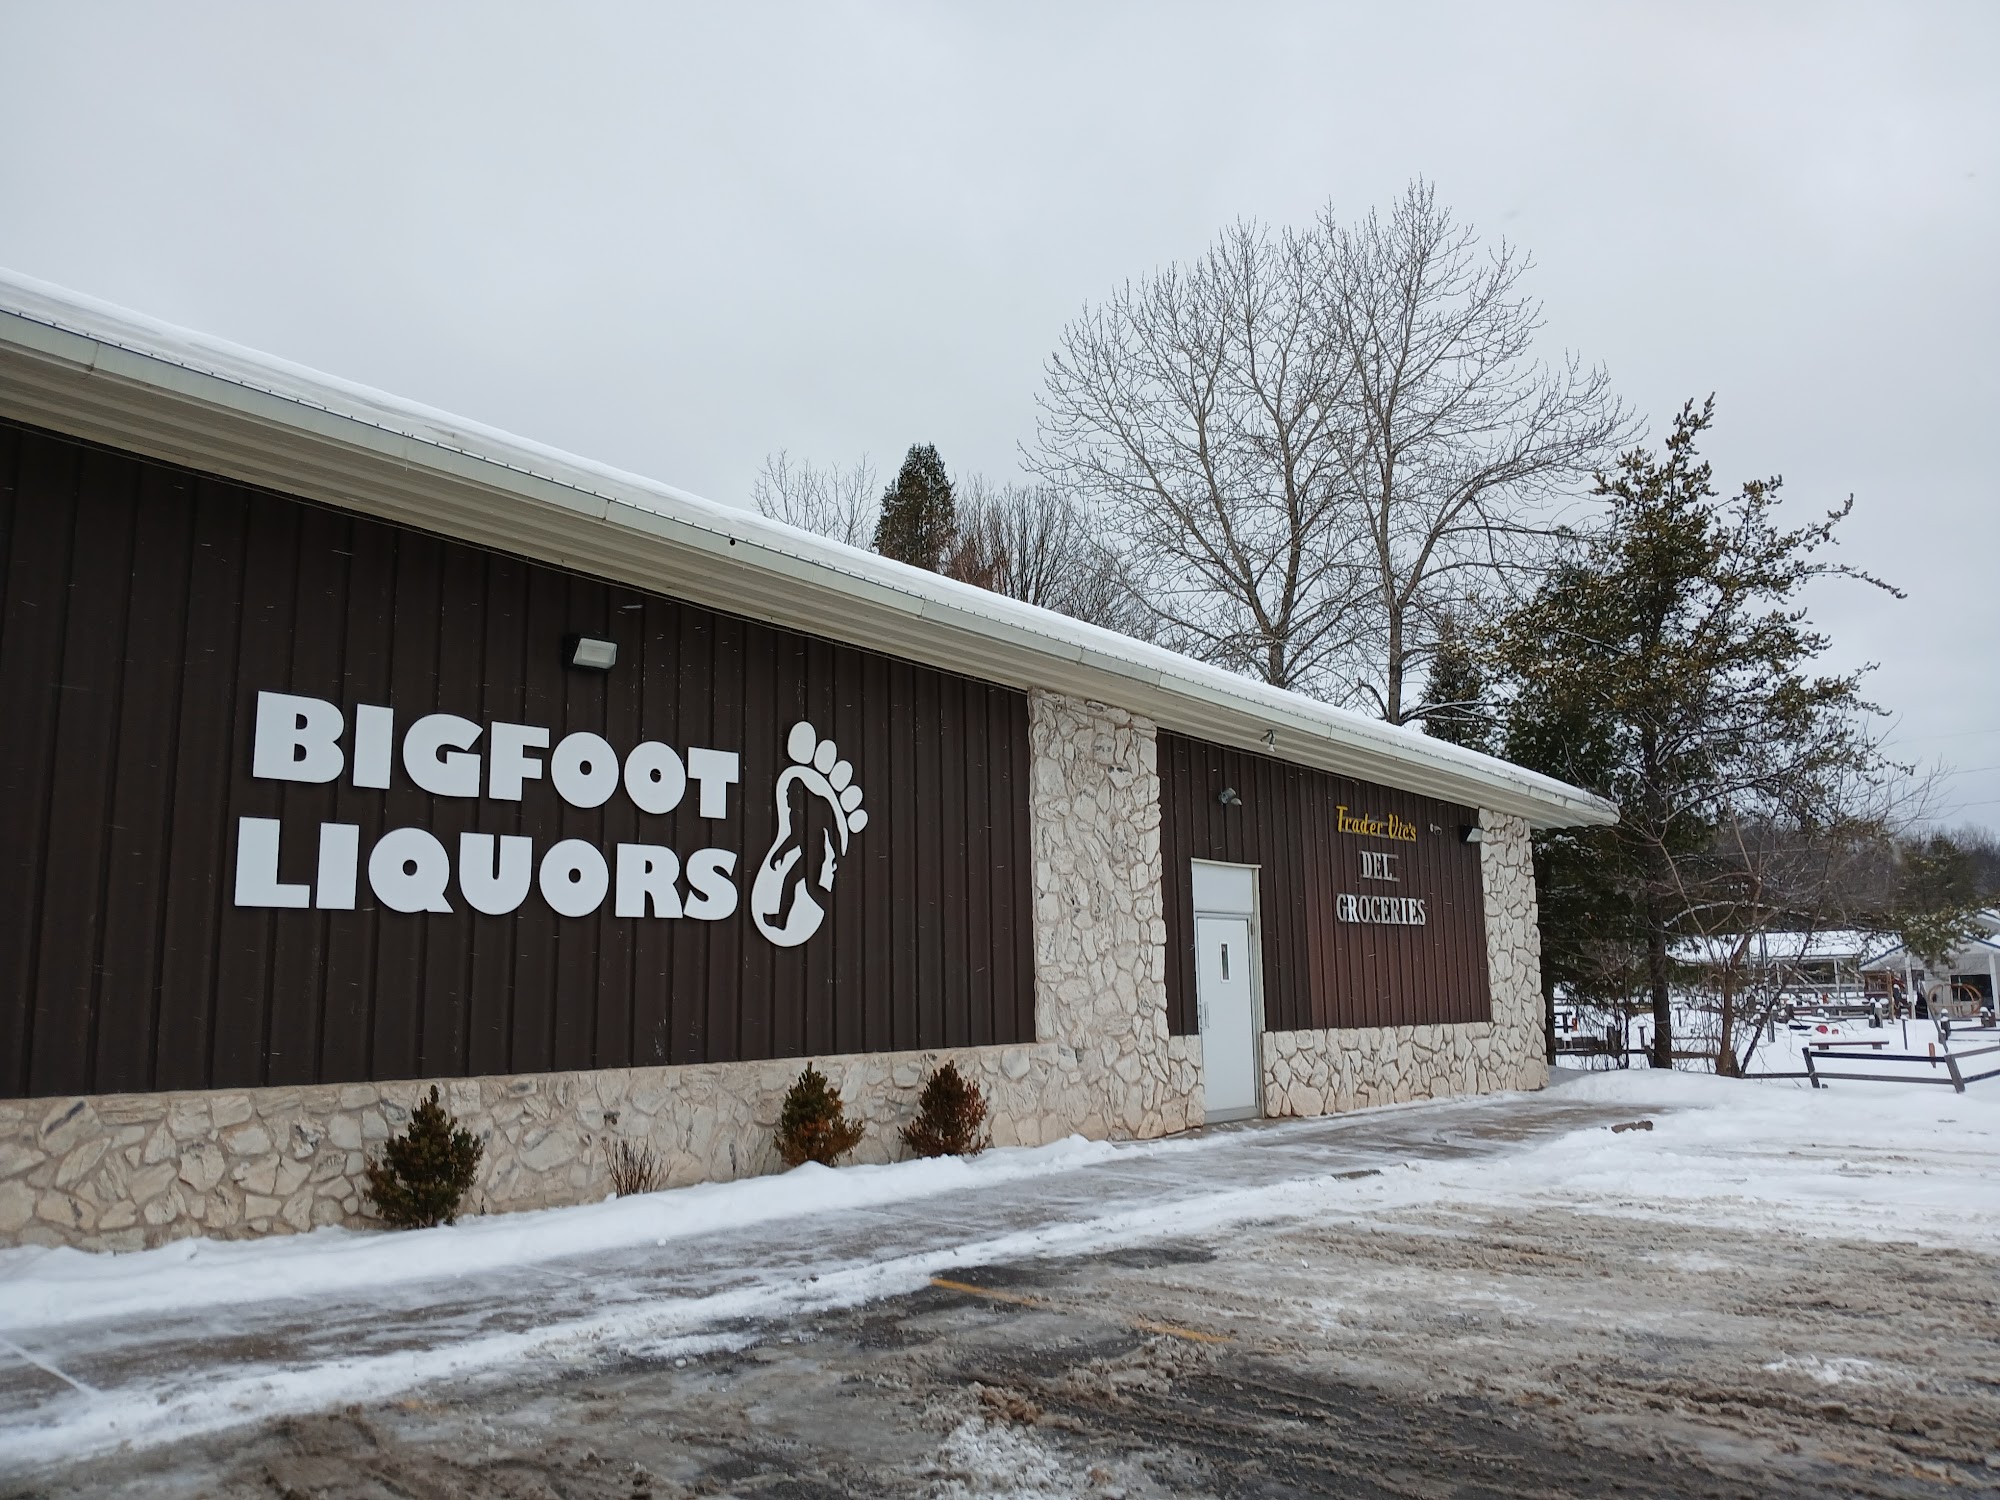 BIGFOOT
LIQUORS
Trader Vic's
DEL
GROCERIES